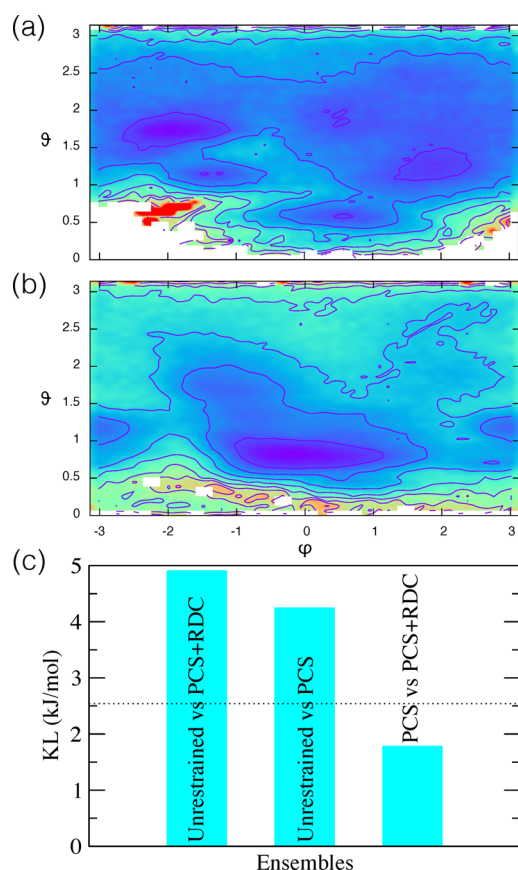 (a)
3
2.5
2
ϑ
1.5
1
0.5
0
(b)
3
2.5
2
ϑ
1.5
1
0.5
0
-3 -2 -1 0 1 2 3
φ
(c)
5
4
3
2
1
0
KL (kJ/mol)
Unrestrained vs PCS+RDC
Unrestrained vs PCS
PCS vs PCS+RDC
Ensembles